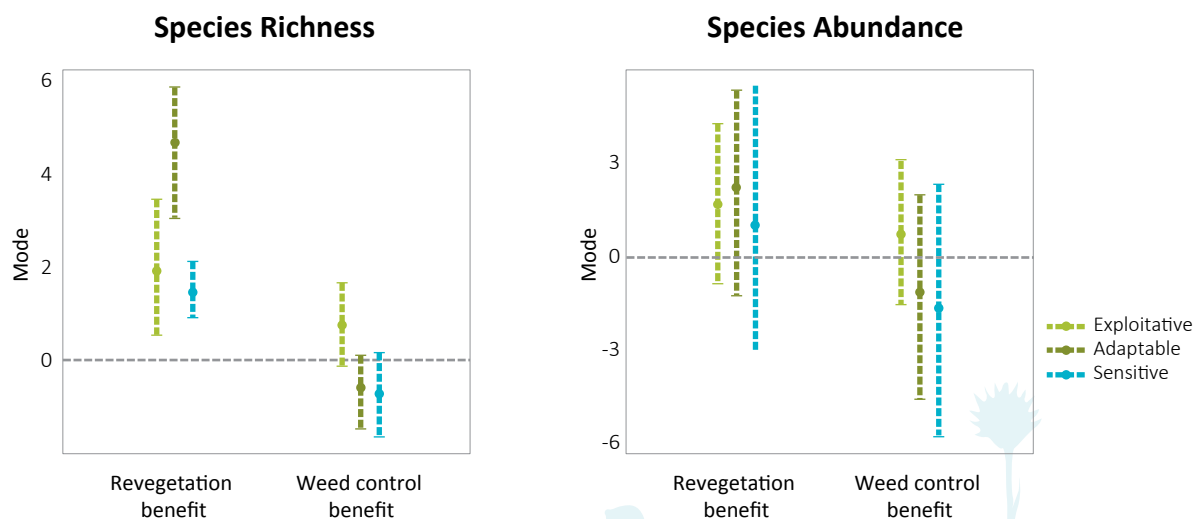 Species Richness
6
4
2
0
Mode
Revegetation
benefit
Weed control
benefit
Species Abundance
3
0
-3
-6
Mode
Revegetation
benefit
Weed control
benefit
Exploitative
Adaptable
Sensitive